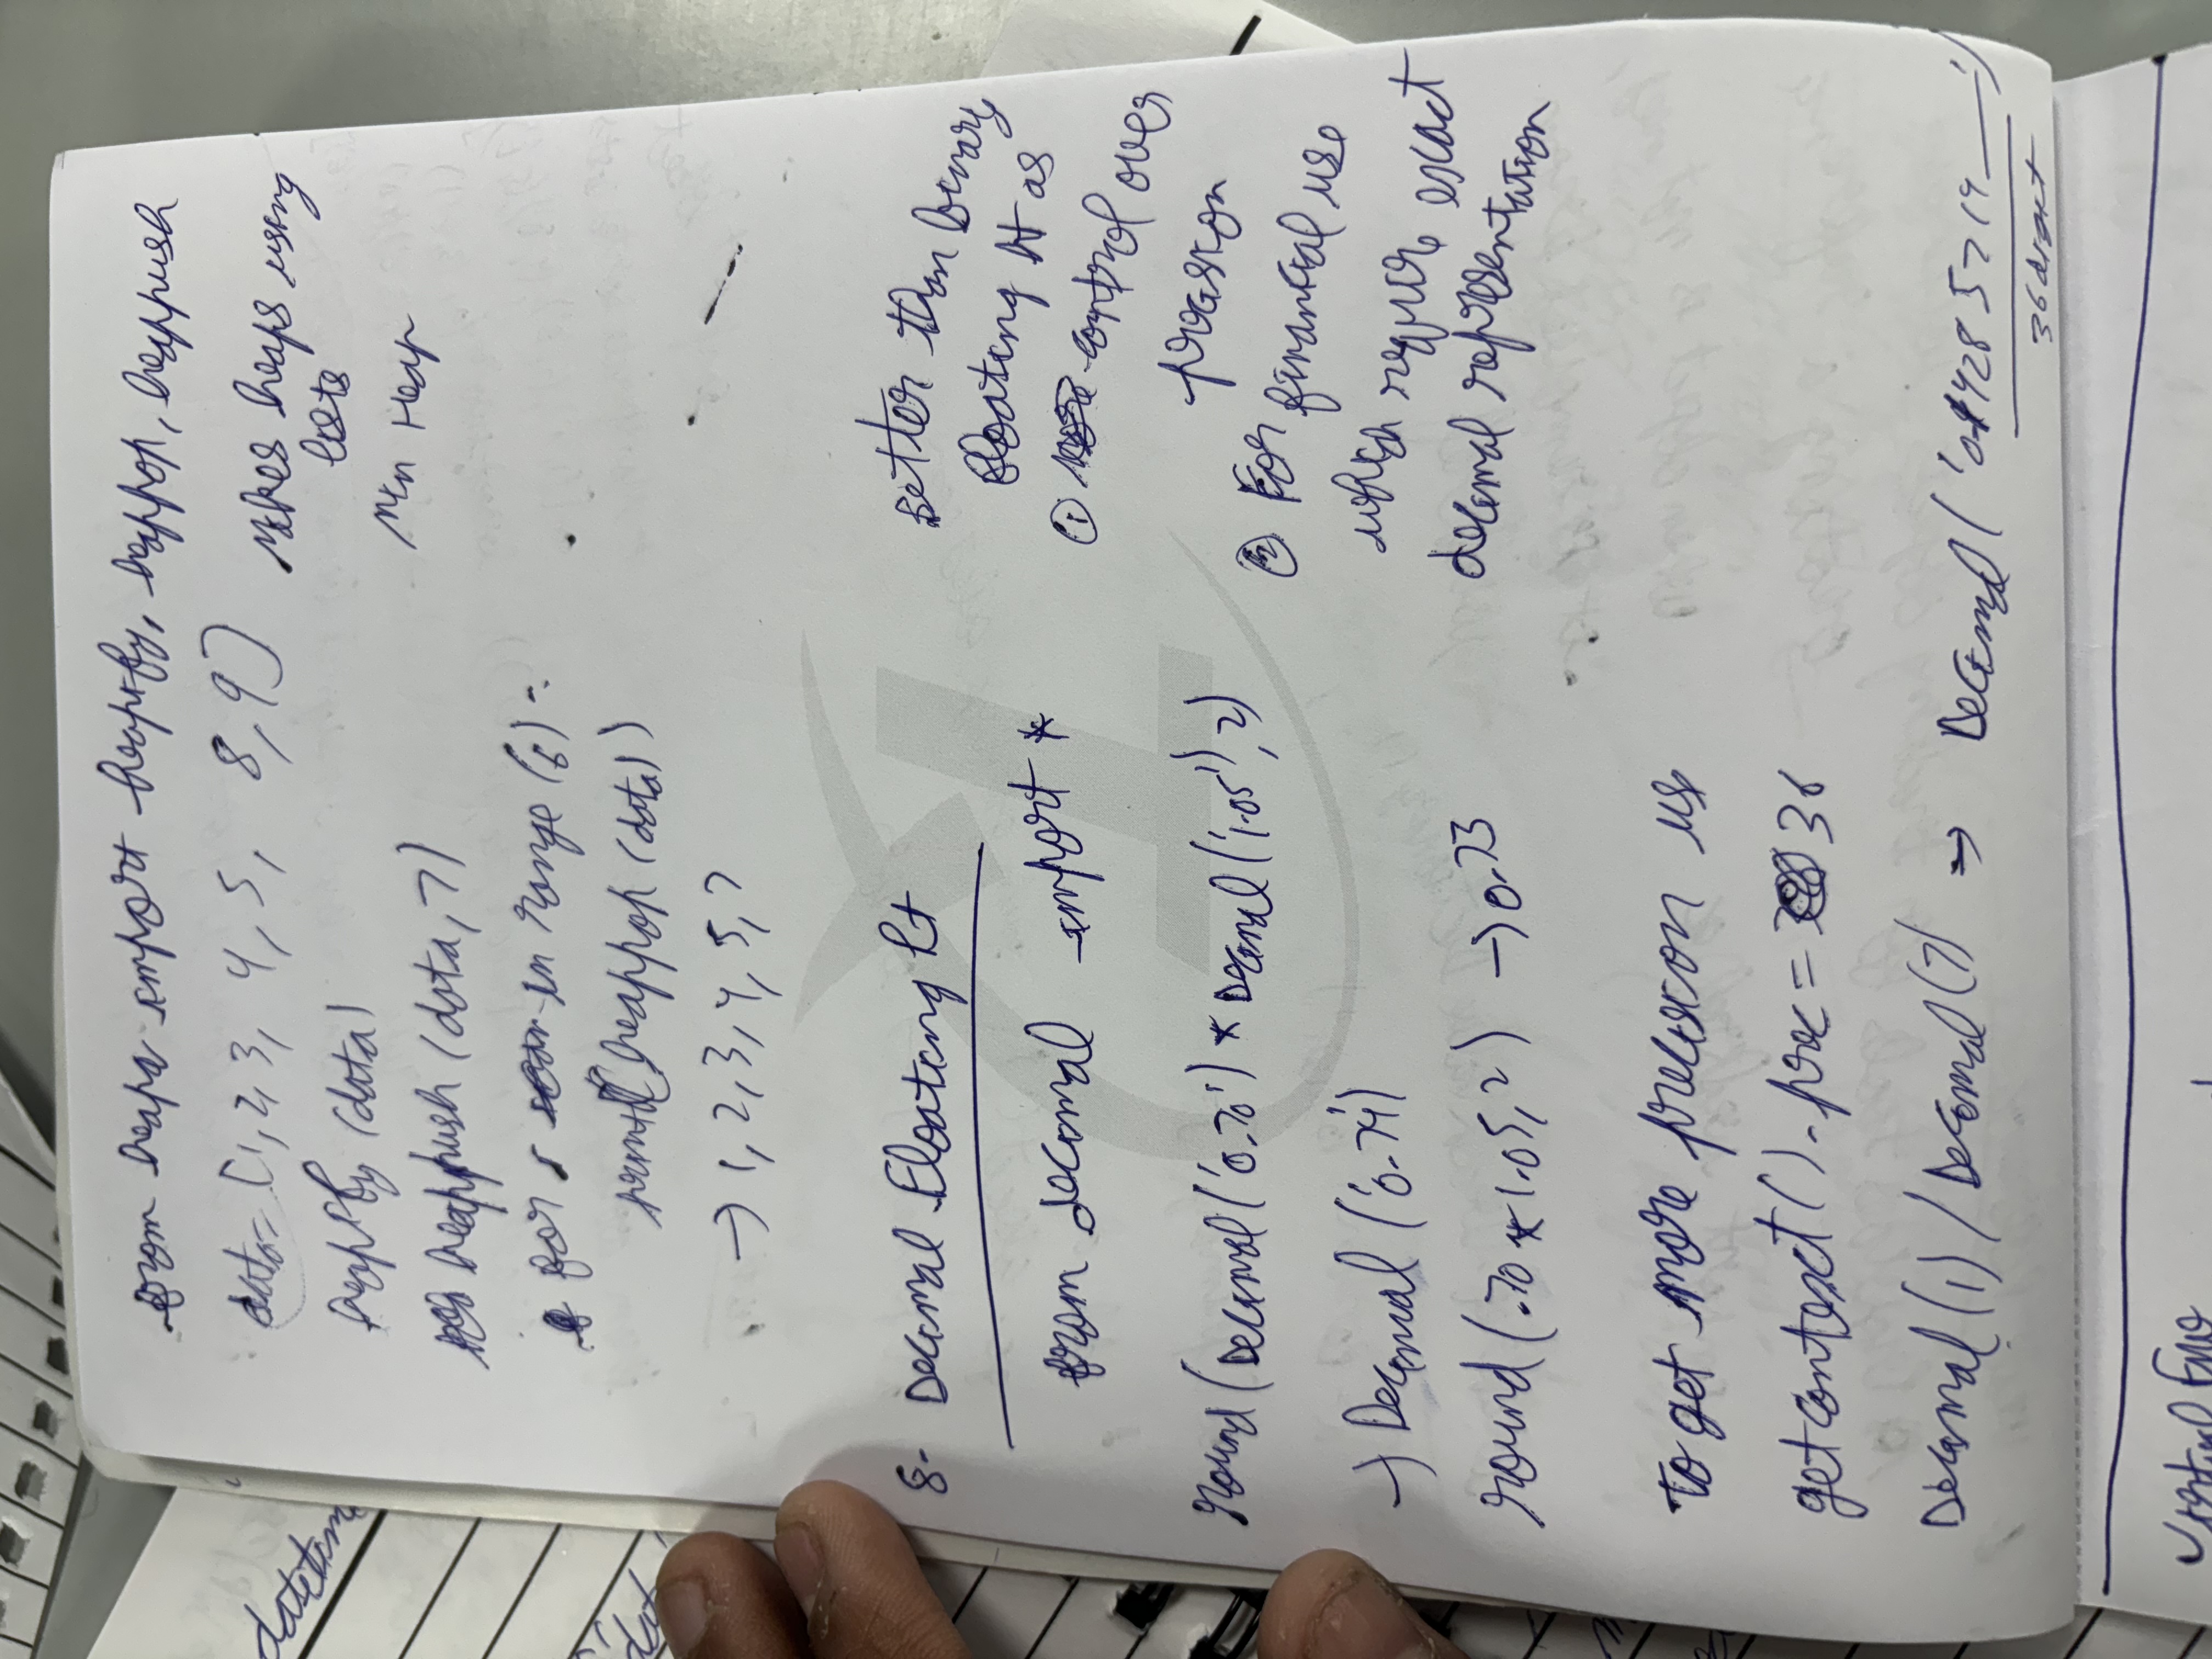 from heapq import heapify, heappop, heappush
data = [1, 2, 3, 4, 5, 8, 9]
Makes heaps using
lists
Min Heap
heapify (data)
heappush (data, 7)
for i in range (6) :
print( heappop (data))
→ 1, 2, 3, 4, 5, 7
8- Decimal Floating Pt
from decimal import *
Better than binary
floating Pt as
① More control over
precision
② For financial use
which require exact
decimal representation
round (Decimal ('0.70') * Decimal ('1.05'), 2)
→ Decimal ('0.74')
round (.70 * 1.05, 2) → 0.73
to get more precision use
getcontext().prec = 36
Decimal (1) / Decimal (7) → Decimal ( '0.14285714—')
36 digit
Virtual Env
datetime